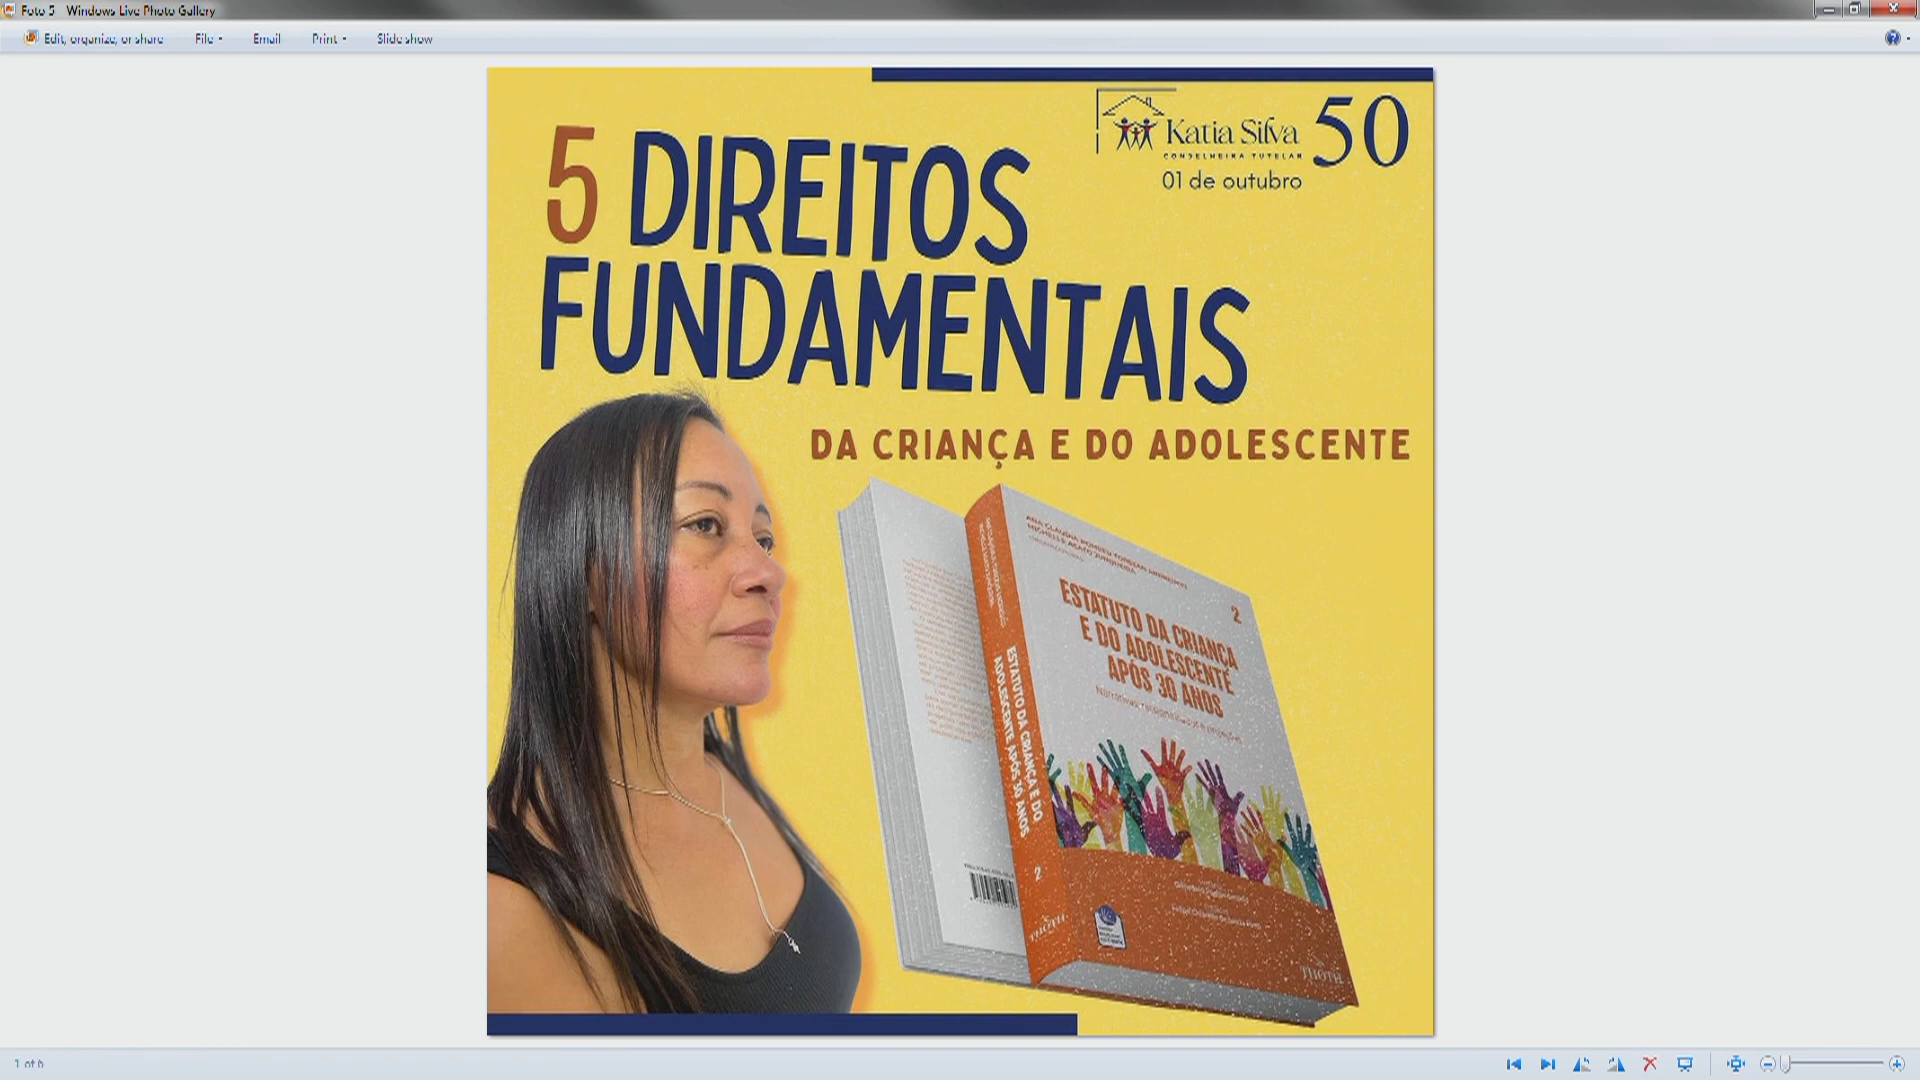 Foto 5 - Windows Live Photo Gallery
Edit, organize, or share
File
Email
Print
Slide show
Katia Silva
CONSELHEIRA TUTELAR
50
01 de outubro
5 DIREITOS
FUNDAMENTAIS
DA CRIANÇA E DO ADOLESCENTE
2
ESTATUTO DA CRIANÇA
E DO ADOLESCENTE
APÓS 30 ANOS
ESTATUTO DA CRIANÇA E DO
ADOLESCENTE APÓS 30 ANOS
2
THOTH
THOTH
1 of 6